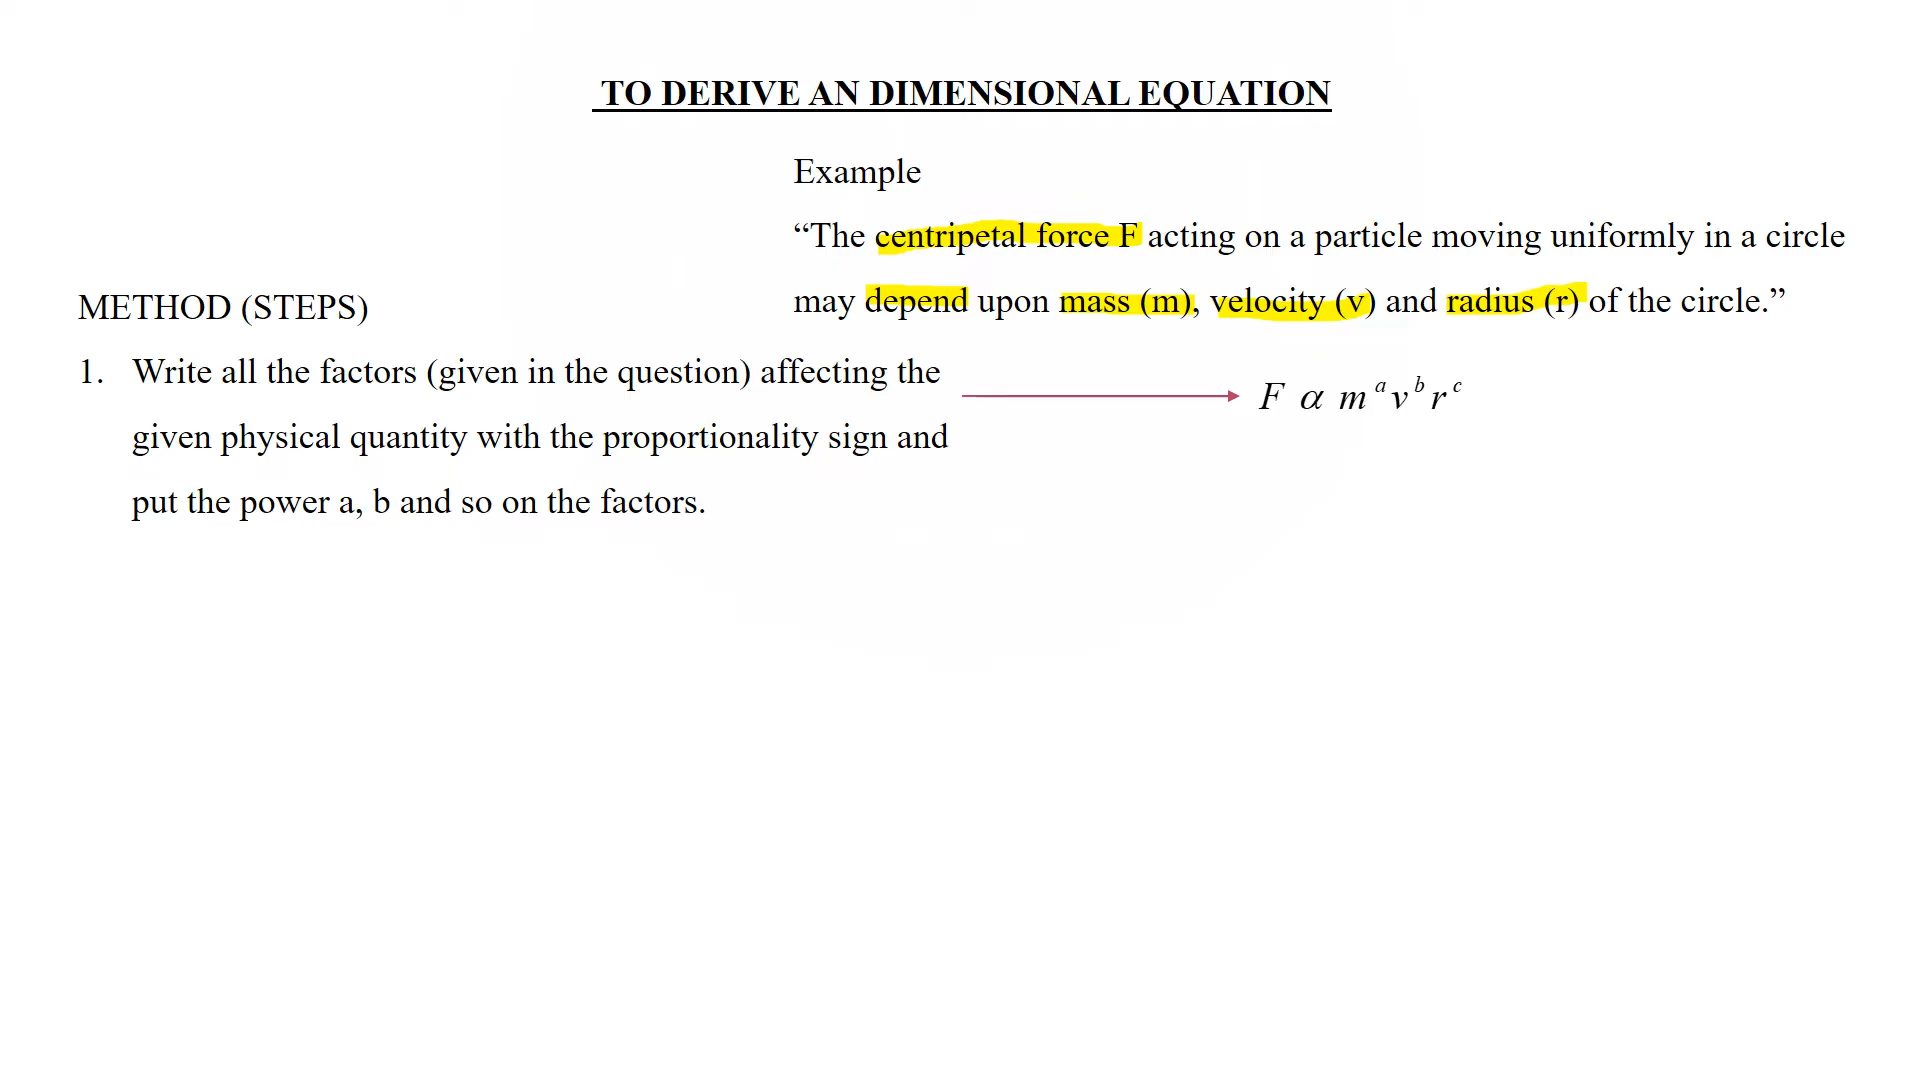 TO DERIVE AN DIMENSIONAL EQUATION
Example
“The centripetal force F acting on a particle moving uniformly in a circle
may depend upon mass (m), velocity (v) and radius (r) of the circle.”
METHOD (STEPS)
1. Write all the factors (given in the question) affecting the
given physical quantity with the proportionality sign and
put the power a, b and so on the factors.
F α m^a v^b r^c